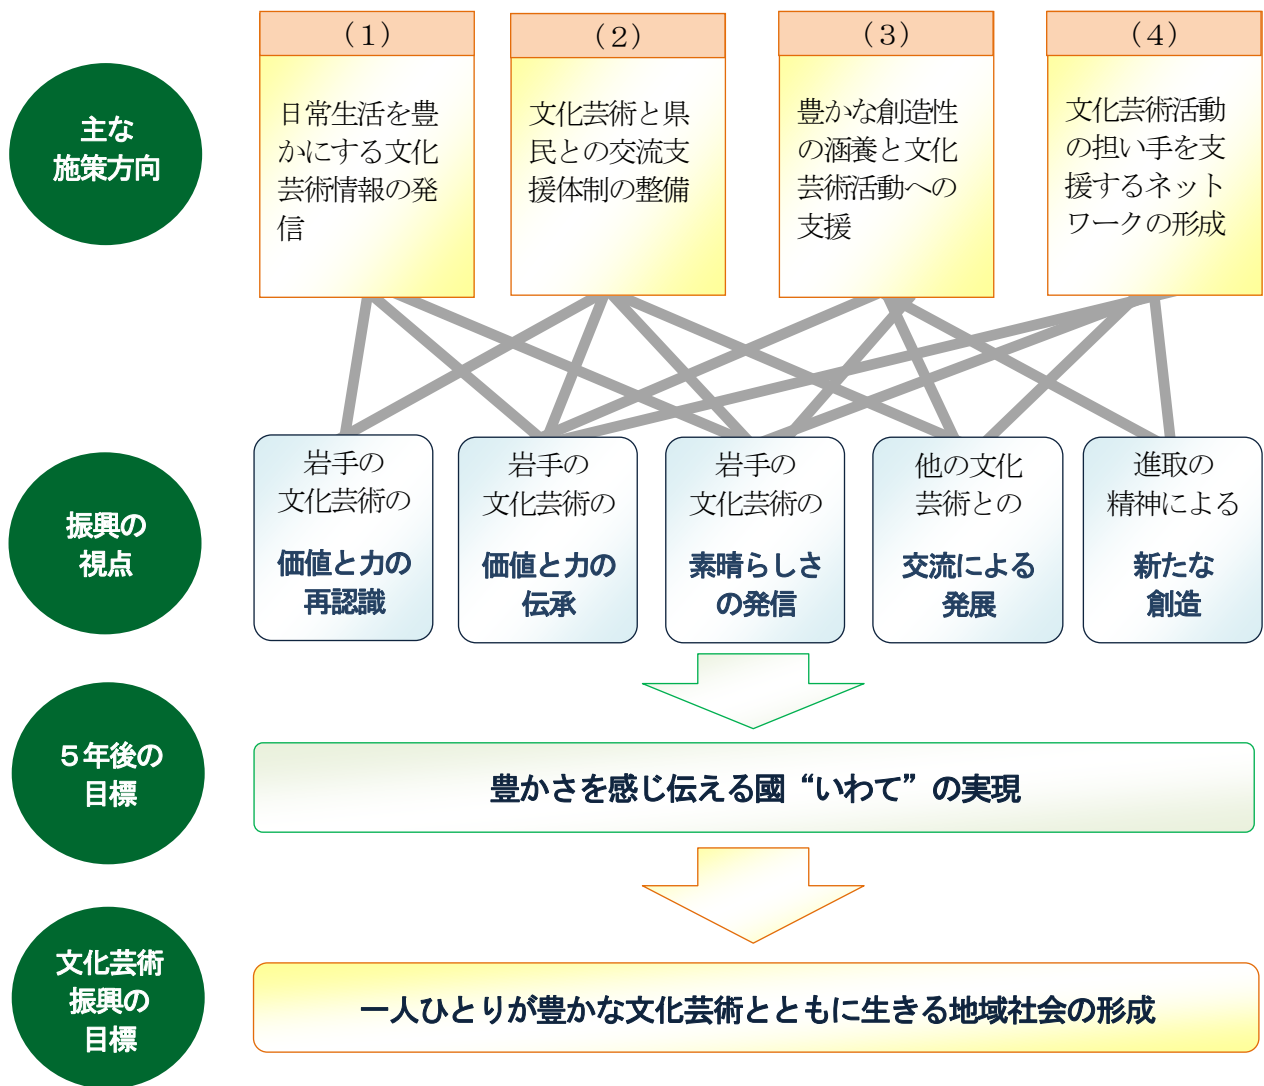 主な
施策方向
（１）
日常生活を豊
かにする文化
芸術情報の発
信
（２）
文化芸術と県
民との交流支
援体制の整備
（３）
豊かな創造性
の涵養と文化
芸術活動への
支援
（４）
文化芸術活動
の担い手を支
援するネット
ワークの形成
振興の
視点
岩手の
文化芸術の
価値と力の
再認識
岩手の
文化芸術の
価値と力の
伝承
岩手の
文化芸術の
素晴らしさ
の発信
他の文化
芸術との
交流による
発展
進取の
精神による
新たな
創造
５年後の
目標
豊かさを感じ伝える國“いわて”の実現
文化芸術
振興の
目標
一人ひとりが豊かな文化芸術とともに生きる地域社会の形成